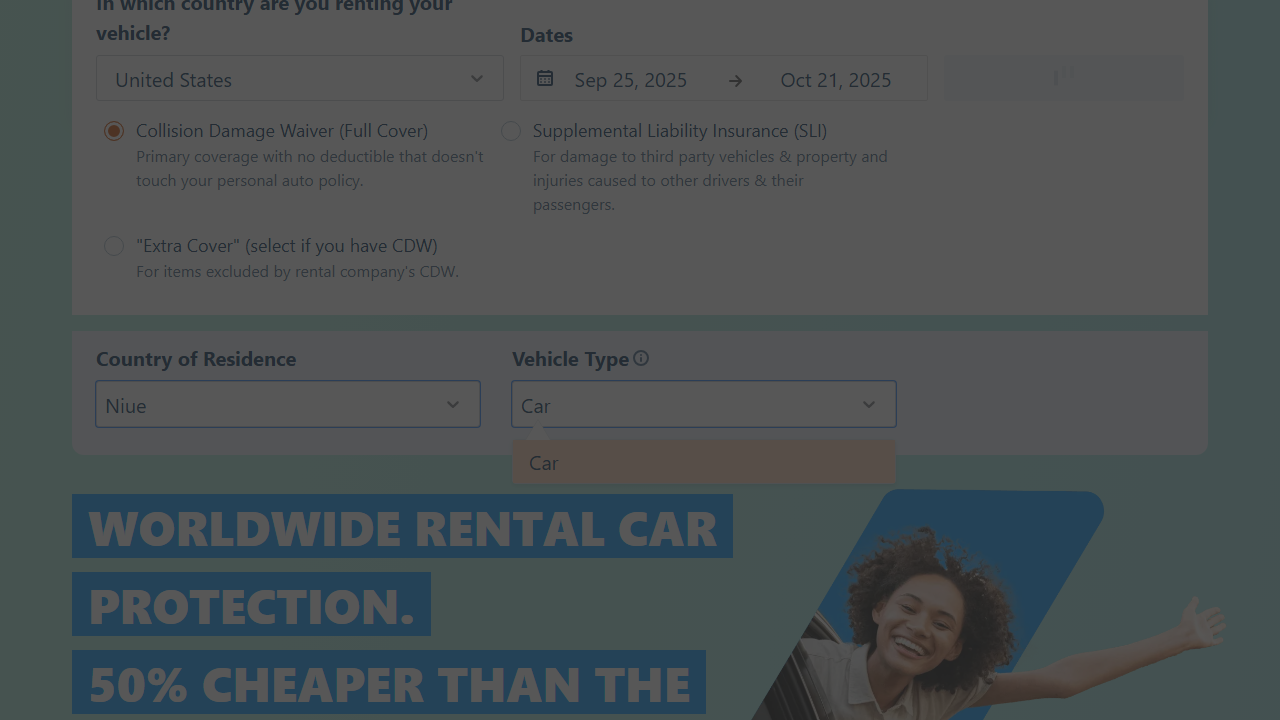 In which country are you renting your
vehicle?
Dates
United States
Sep 25, 2025
Oct 21, 2025
Collision Damage Waiver (Full Cover)
Primary coverage with no deductible that doesn't
touch your personal auto policy.
Supplemental Liability Insurance (SLI)
For damage to third party vehicles & property and
injuries caused to other drivers & their
passengers.
"Extra Cover" (select if you have CDW)
For items excluded by rental company's CDW.
Country of Residence
Vehicle Type
Niue
Car
Car
WORLDWIDE RENTAL CAR
PROTECTION.
50% CHEAPER THAN THE